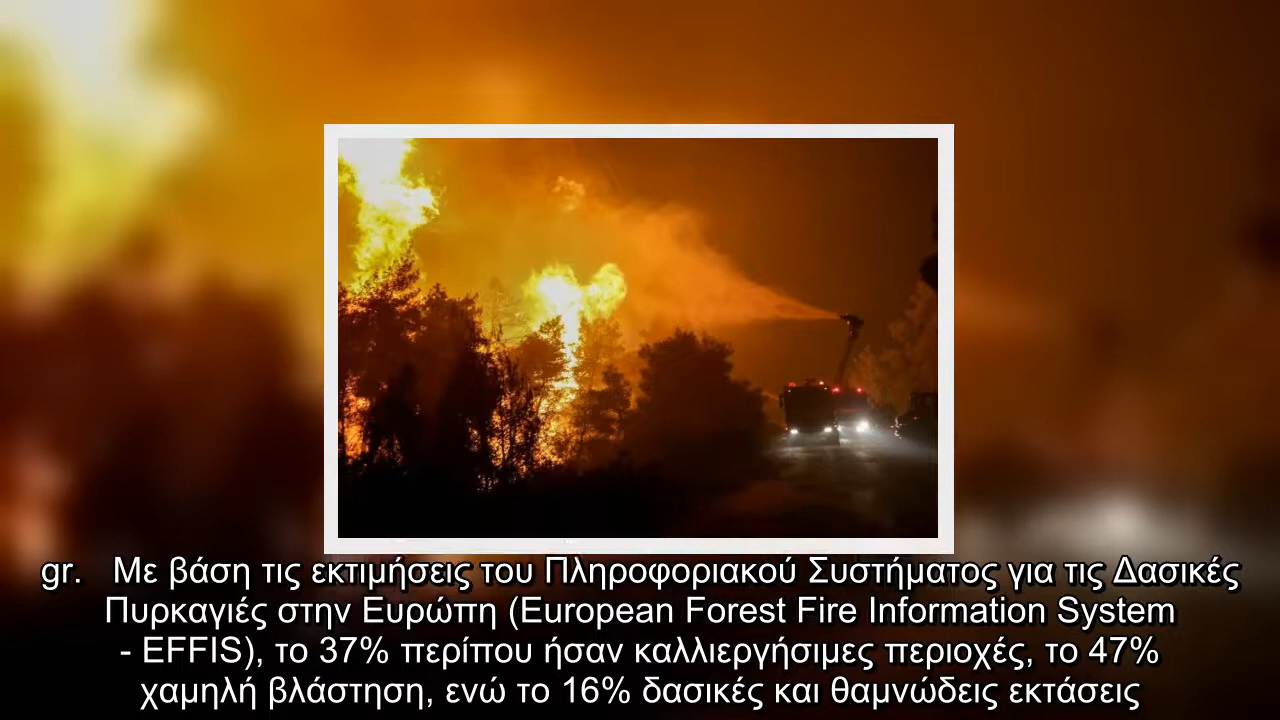 gr. Με βάση τις εκτιμήσεις του Πληροφοριακού Συστήματος για τις Δασικές
Πυρκαγιές στην Ευρώπη (European Forest Fire Information System
- EFFIS), το 37% περίπου ήσαν καλλιεργήσιμες περιοχές, το 47%
χαμηλή βλάστηση, ενώ το 16% δασικές και θαμνώδεις εκτάσεις